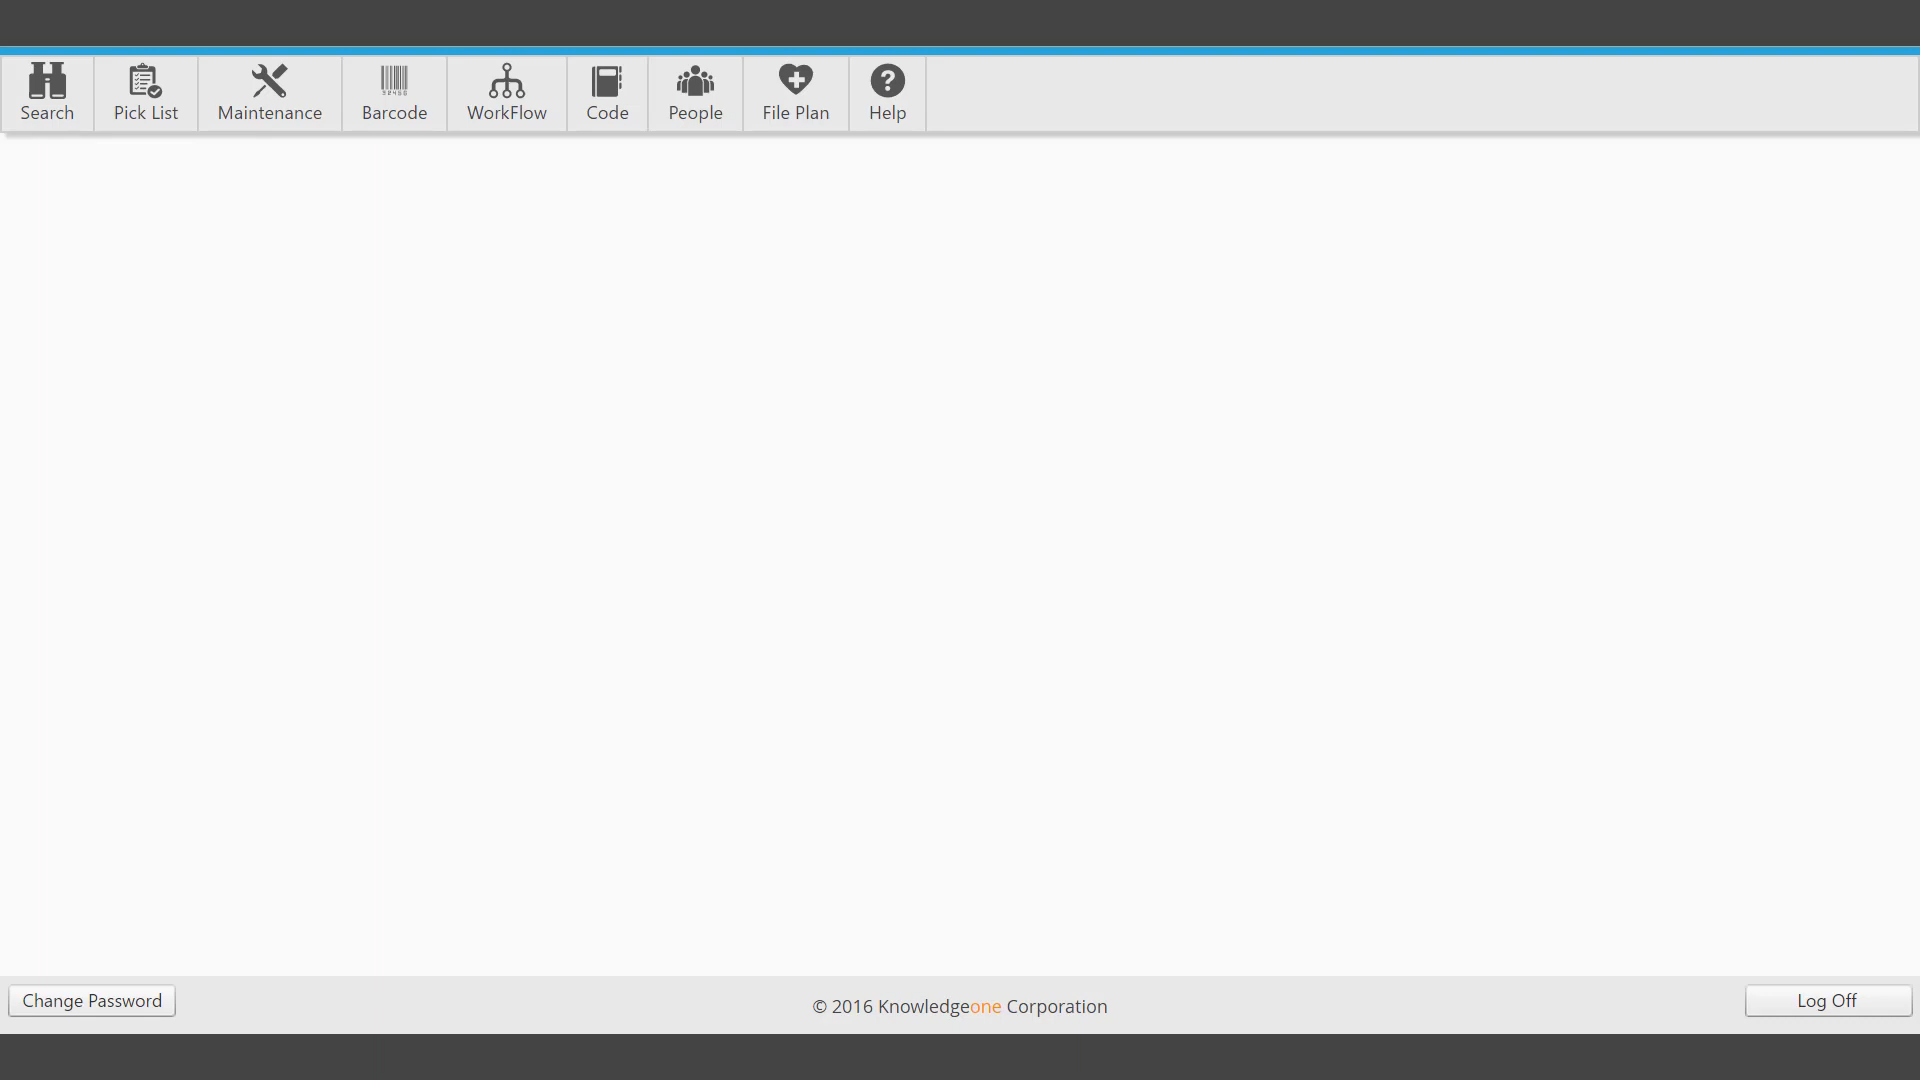 Search
Pick List
Maintenance
Barcode
WorkFlow
Code
People
File Plan
Help
Change Password
© 2016 Knowledgeone Corporation
Log Off